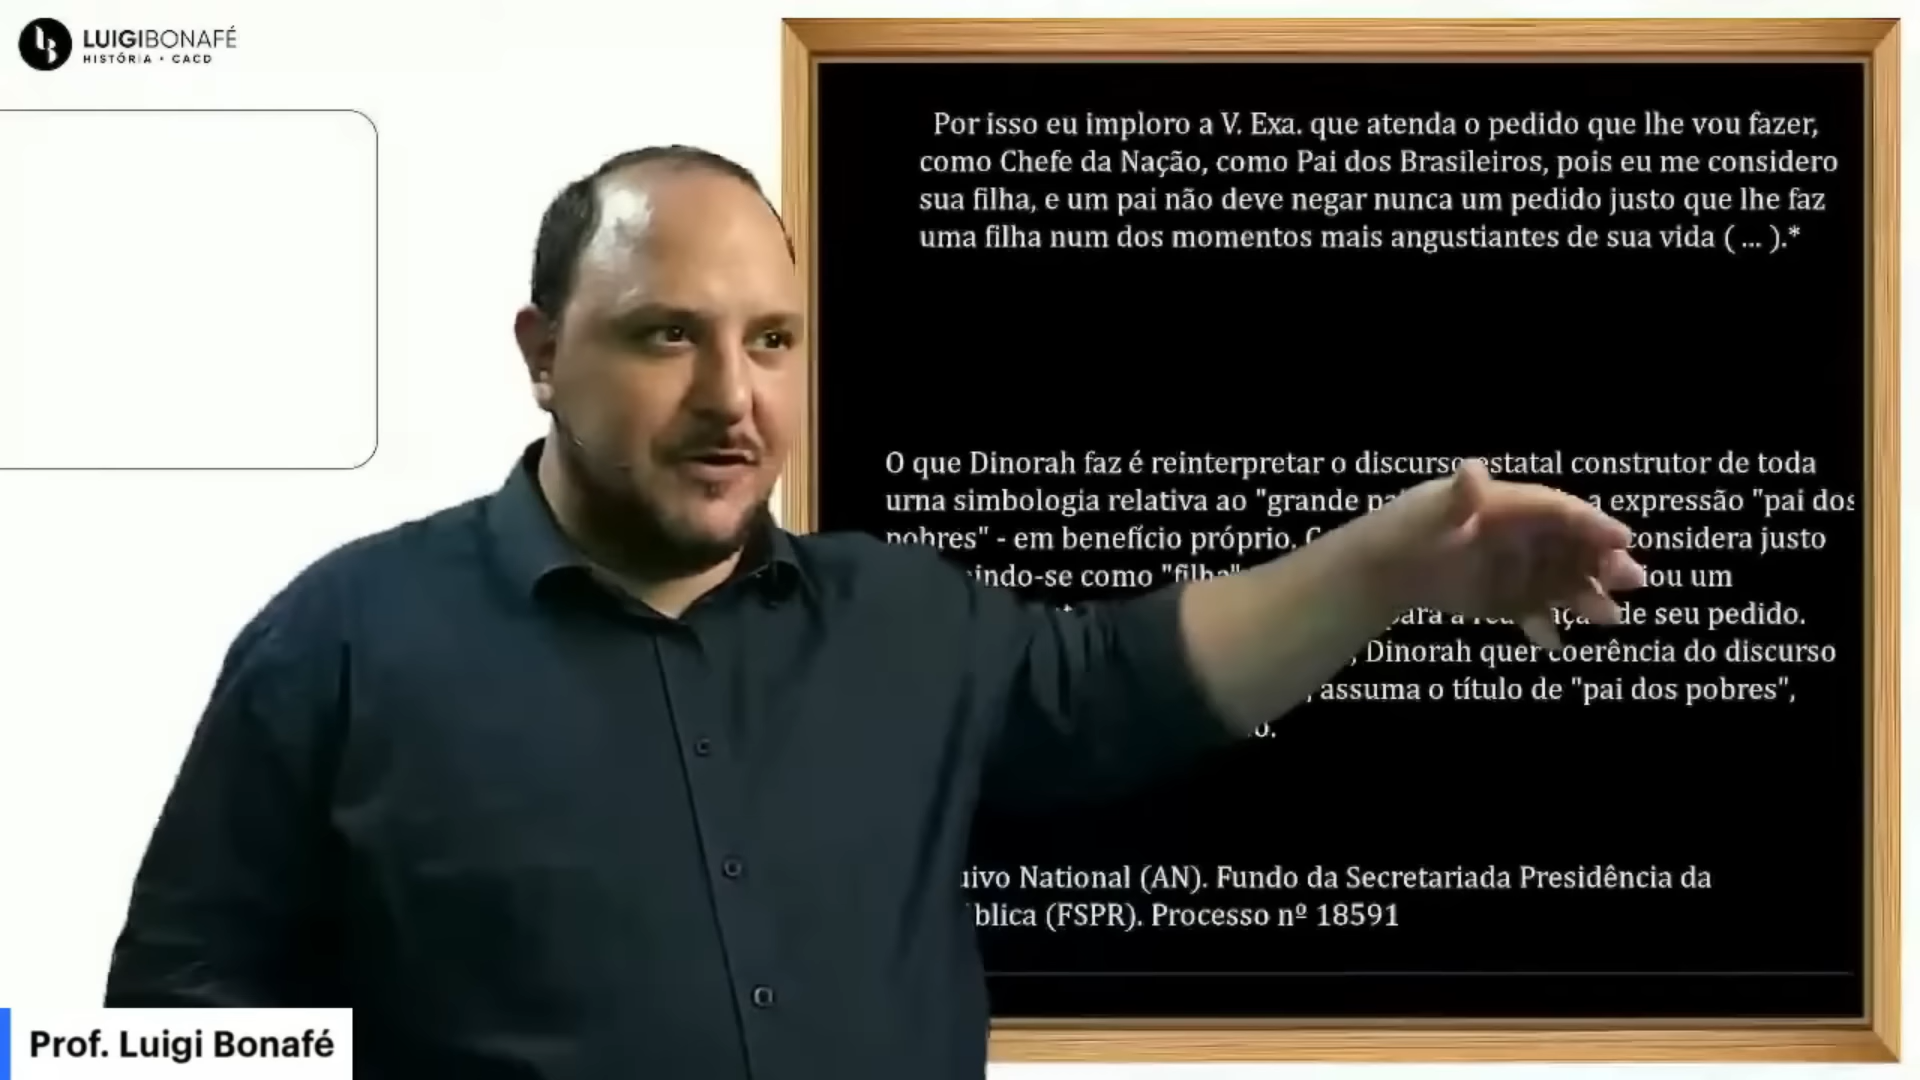 LUIGIBONAFÉ
HISTÓRIA • CACD
Por isso eu imploro a V. Exa. que atenda o pedido que lhe vou fazer,
como Chefe da Nação, como Pai dos Brasileiros, pois eu me considero
sua filha, e um pai não deve negar nunca um pedido justo que lhe faz
uma filha num dos momentos mais angustiantes de sua vida ( ... ).*
O que Dinorah faz é reinterpretar o discurso estatal construtor de toda
urna simbologia relativa ao "grande a expressão "pai dos
pobres" - em benefício próprio. considera justo
como "filha" um
de seu pedido.
, Dinorah quer coerência do discurso
, assuma o título de "pai dos pobres",
National (AN). Fundo da Secretariada Presidência da
(FSPR). Processo nº 18591
Prof. Luigi Bonafé